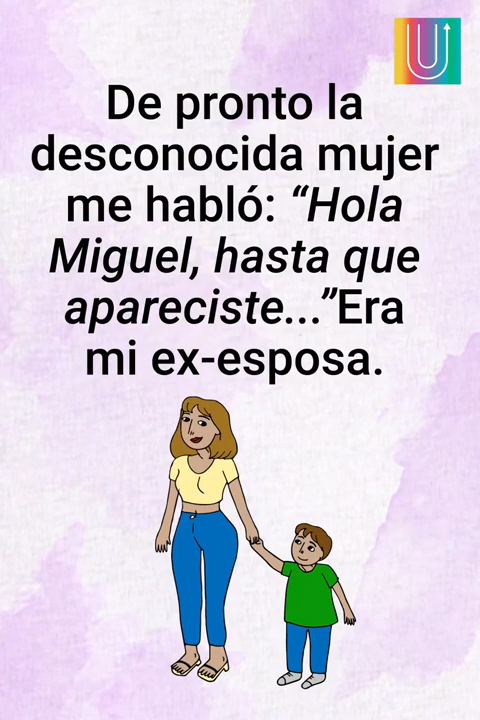 De pronto la
desconocida mujer
me habló: “Hola
Miguel, hasta que
apareciste...”Era
mi ex-esposa.